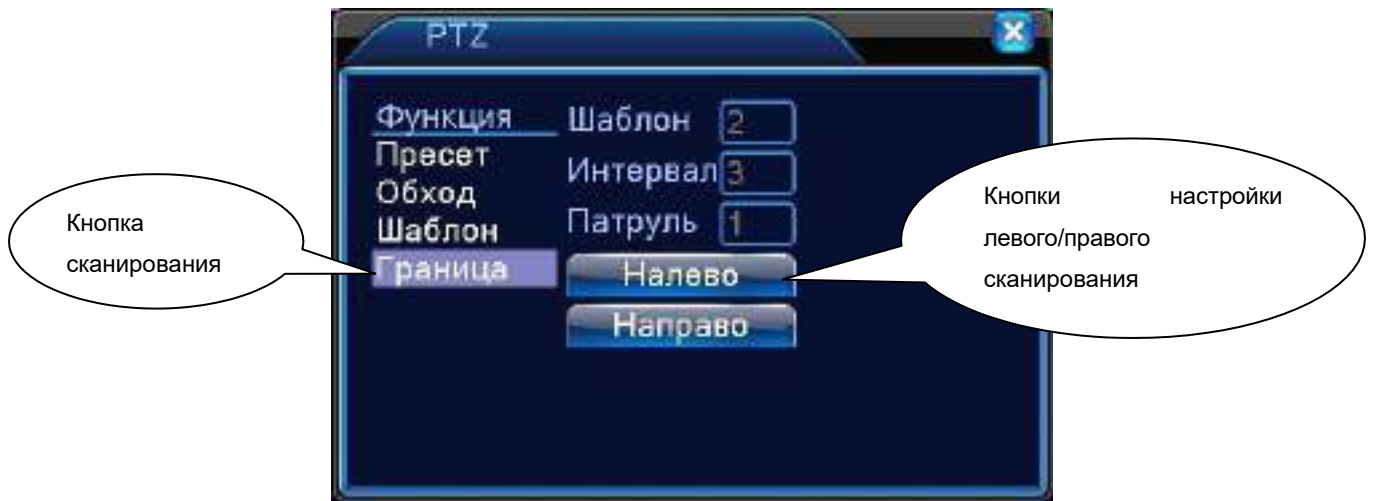 PTZ
Функция
Пресет
Обход
Шаблон
Граница
Шаблон 2
Интервал 3
Патруль 1
Налево
Направо
Кнопка
сканирования
Кнопки настройки
левого/правого
сканирования